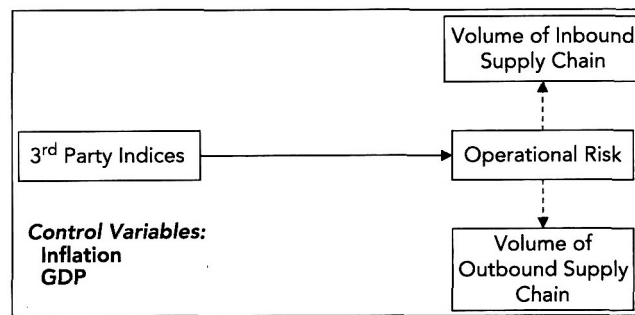 Volume of Inbound
Supply Chain
3rd Party Indices
Operational Risk
Control Variables:
Inflation
GDP
Volume of
Outbound Supply
Chain